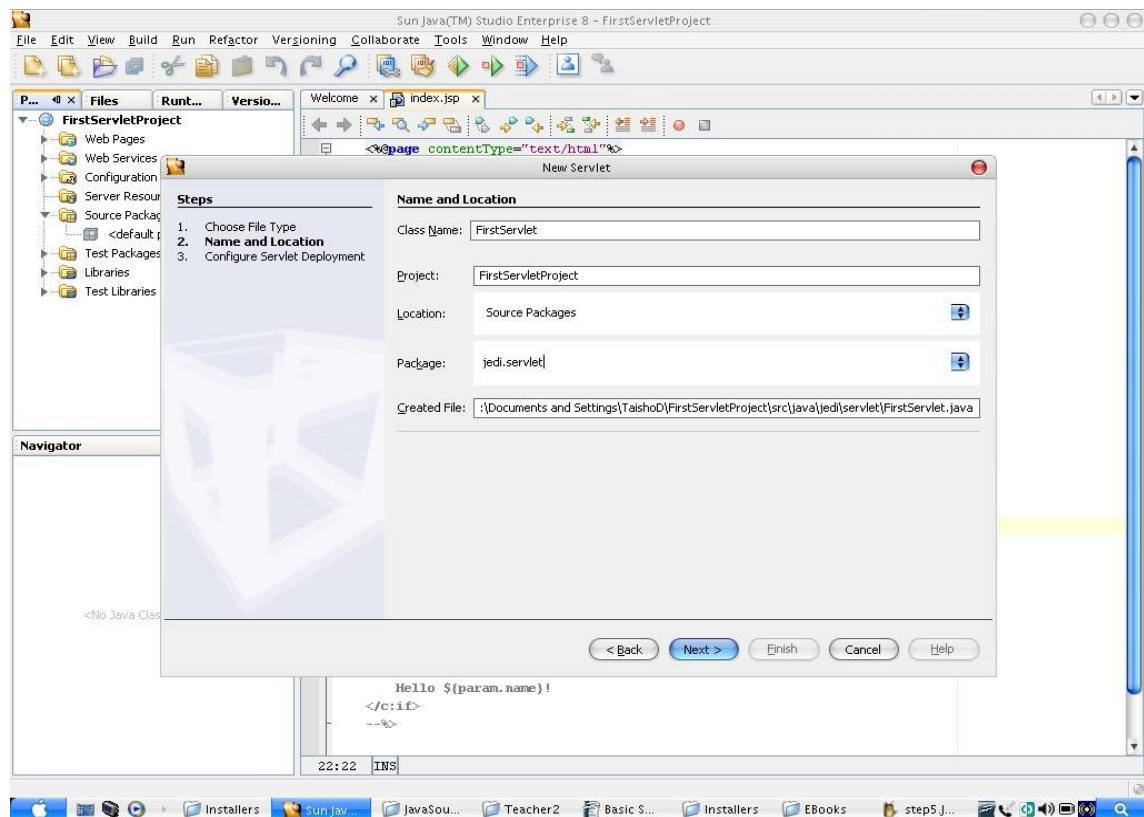 Sun Java(TM) Studio Enterprise 8 - FirstServletProject
File Edit View Build Run Refactor Versioning Collaborate Tools Window Help
P... Files Runt... Versio...
Welcome index.jsp
FirstServletProject
Web Pages
Web Services
Configuration
Server Resour
Source Packag
<default p
Test Packages
Libraries
Test Libraries
<%@page contentType="text/html"%>
New Servlet
Steps
1. Choose File Type
2. Name and Location
3. Configure Servlet Deployment
Name and Location
Class Name: FirstServlet
Project: FirstServletProject
Location: Source Packages
Package: jedi.servlet
Created File: :\Documents and Settings\TaishoD\FirstServletProject\src\java\jedi\servlet\FirstServlet.java
< Back Next > Finish Cancel Help
Navigator
<No Java Clas
Hello ${param.name}!
</c:if>
--%>
22:22 INS
Installers Sun Jav... JavaSou... Teacher2 Basic S... Installers EBooks step5.J...